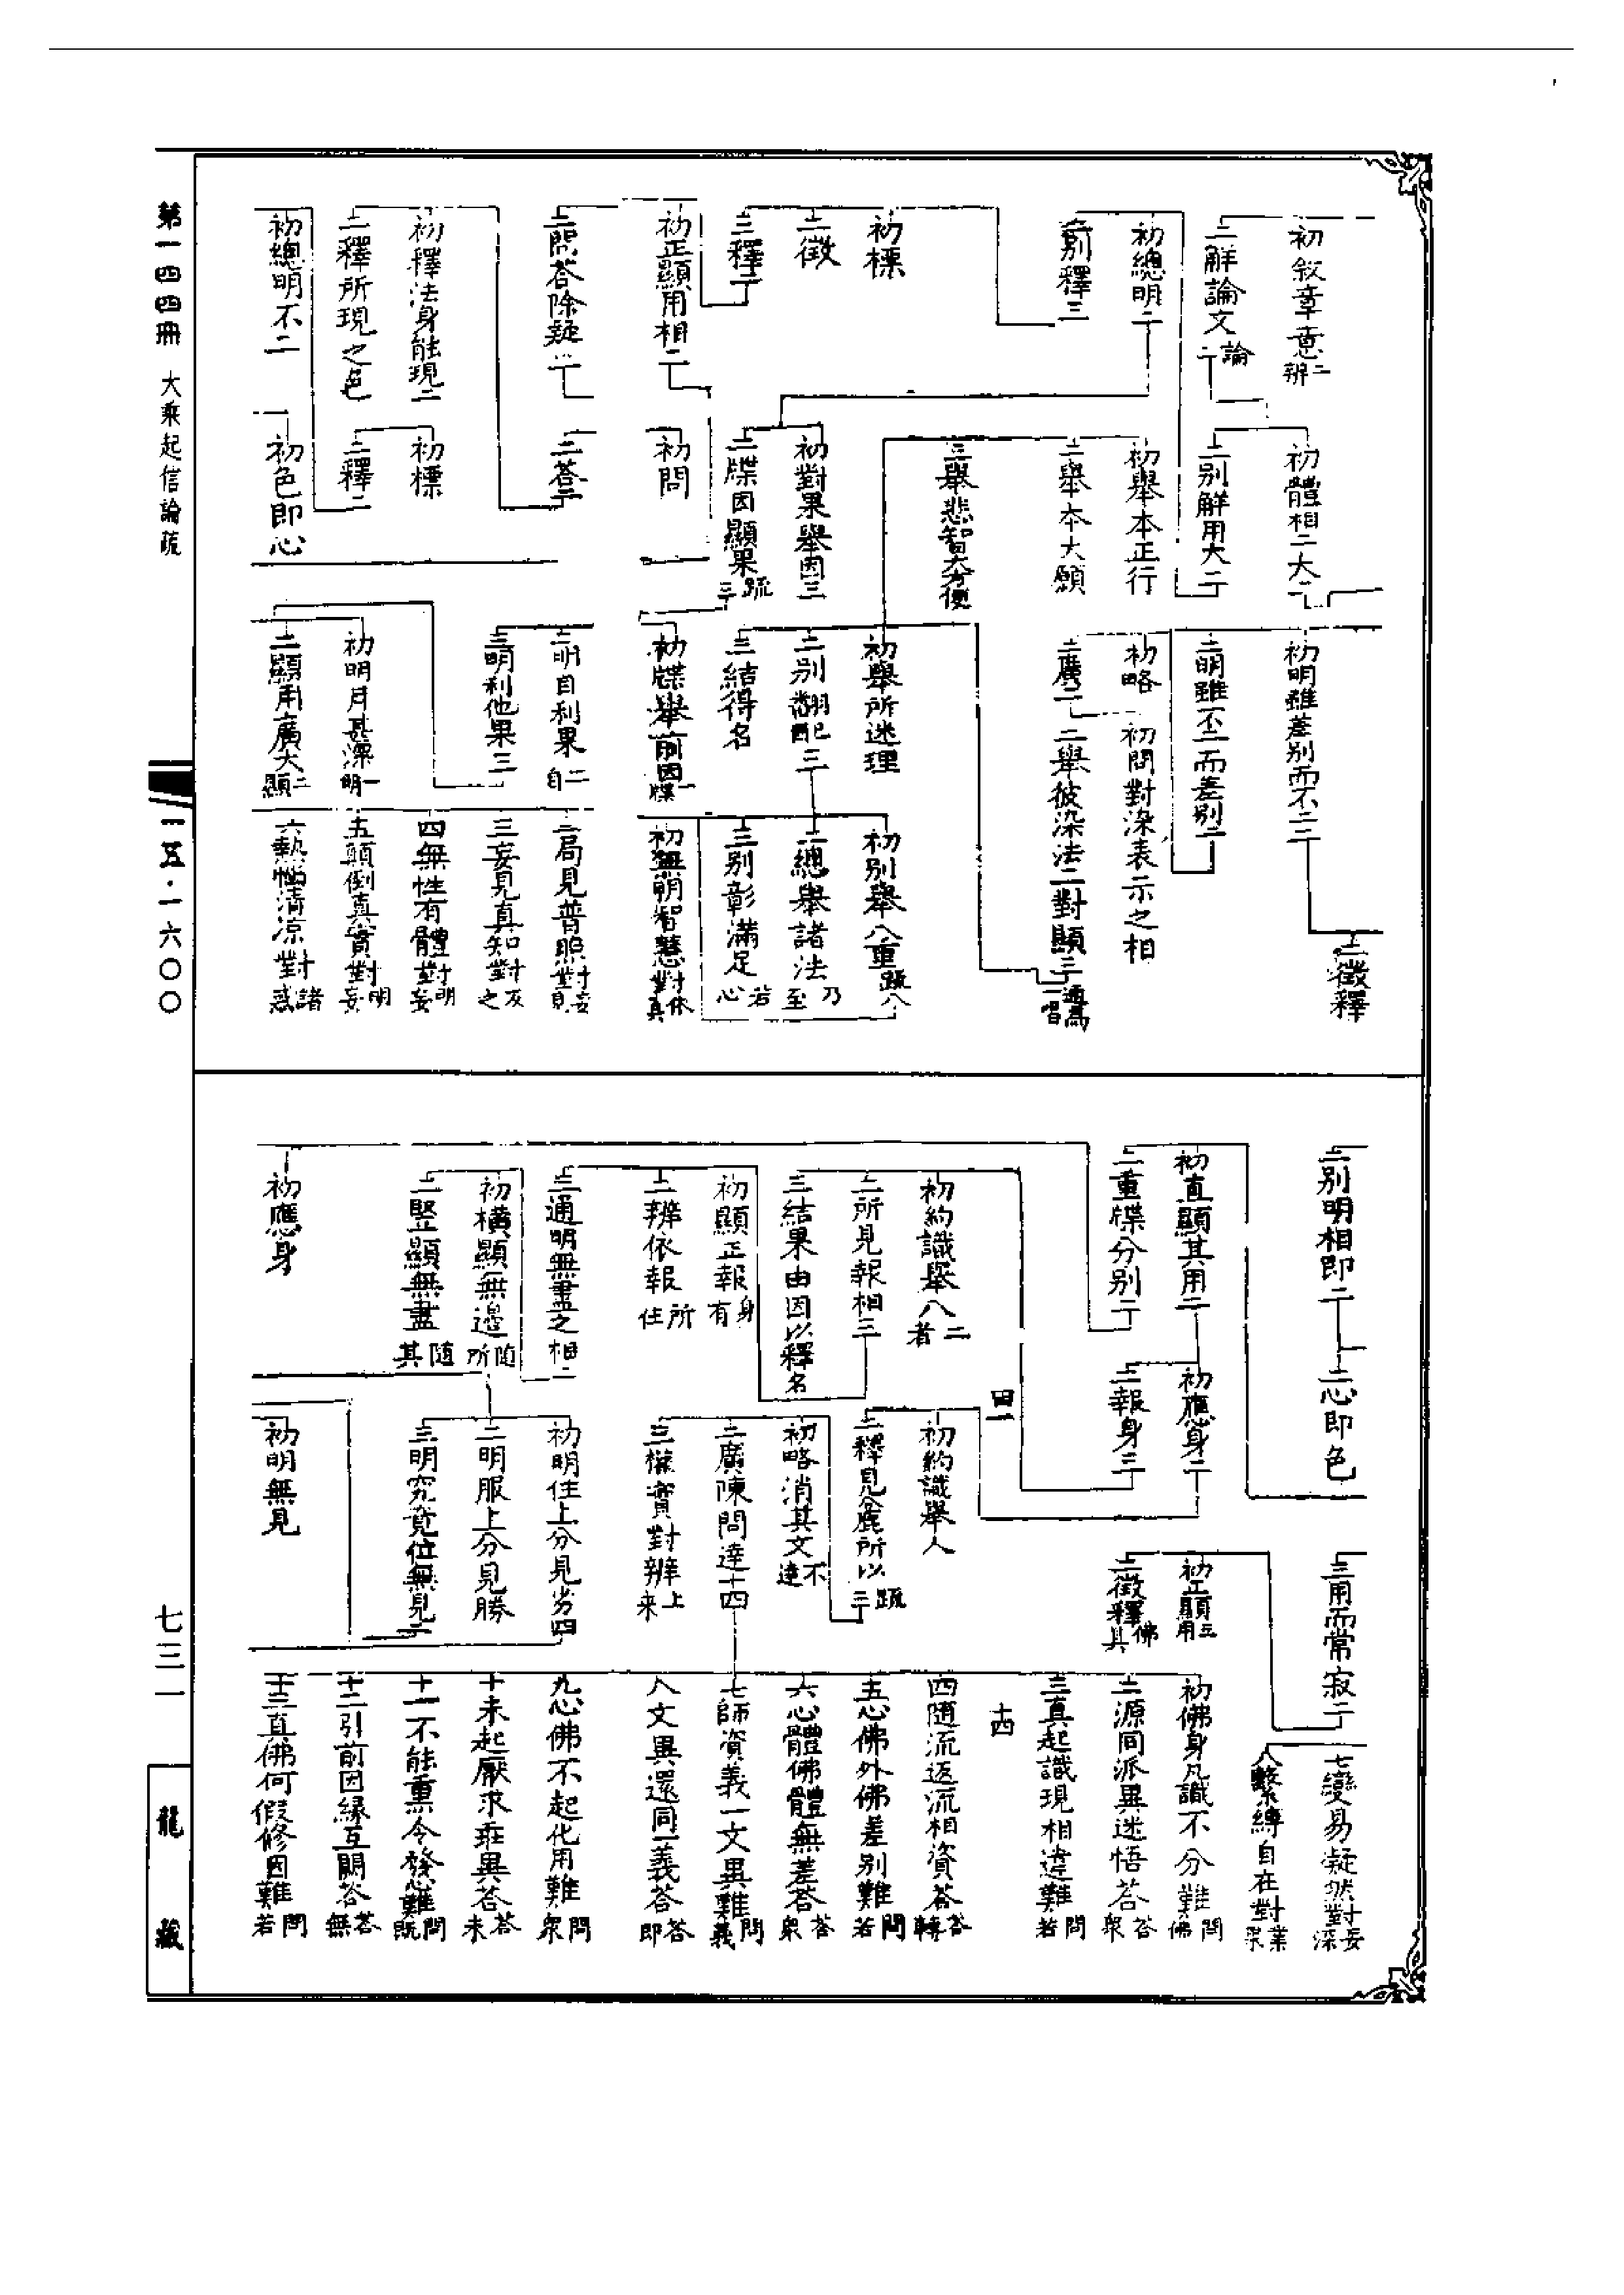 初敘章意二辨
二解論文二論
初總明二
二別釋三
初標
二徵
三釋二
初正顯用相二
二問答除疑二
初釋法身能現二
二釋所現之色
初總明不二
初體相二大二
二別解用大二
初舉本正行
二舉本大願
三舉悲智大方便
初對果舉因三
二牒因顯果三疏
初問
二答二
初標
二釋二
初色即心
初明雖差別而不二二
二明雖不二而差別二
初略
二廣二
初問對染表示之相
二舉彼染法二對顯三
初舉所迷理
二別翻配三
三結得名
初牒舉前因一牒
二明自利果二自
三明利他果三
初明用甚深一明
二顯用廣大二顯
二徵釋
初別舉八重疏八
二總舉諸法乃至
三別彰滿足若心
初無明智慧對依真
二局見普照對妄見
三妄見真知對反之
四無性有體對明妄
五顛倒真實對明妄
六熱惱清涼對諸惑
二別明相即二
初直顯其用二
二重牒分別二
初約識舉人二者
二所見報相三
三結果由因以釋名
初顯正報身有
二辨依報所住
三通明無盡之相二
初橫顯無邊隨所
二豎顯無盡隨其
初應身
二心即色
初應身二
二報身三
初約識舉人
二釋見麁所以三疏
初略消其文不達
二廣陳問達十四
三權實對辨上來
初明住上分見劣四
二明服上分見勝
三明究竟位無見二
初明無見
三用而常寂二
初正顯三用
二徵釋佛其
七變易凝然對妄深
八繫縛自在對業眾
初佛身凡識不分難問佛
二源同派異迷悟答答衆
三真起識現相違難問若
四隨流返流相資答答轉
五心佛外佛差別難問若
六心體佛體無差答答衆
七師資義一文異難問義
八文異還同一義答答即
九心佛不起化用難問衆
十未起厭求在異答答未
十一不能熏令發心難問既
十二引前因緣互闕答答無
十三真佛何假修因難問若
十四
第一四四冊 大乘起信論疏
一五·一六〇〇
七三一
龍藏